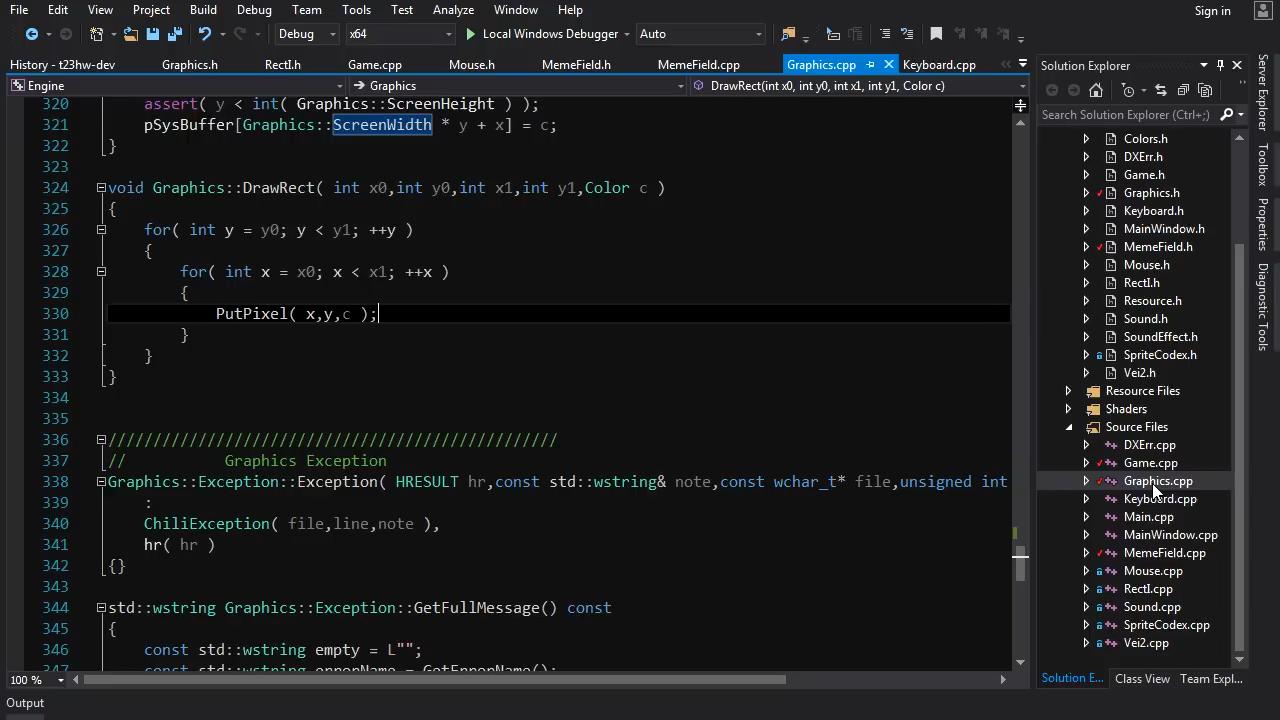 File Edit Project Build Debug Team Tools Test Analyze Window Help Sign in
Debug x64 Local Windows Debugger Auto
History - t23hw-dev Graphics.h RectI.h Game.cpp Mouse.h MemeField.h MemeField.cpp Graphics.cpp Keyboard.cpp
Engine Graphics DrawRect(int x0, int y0, int x1, int y1, Color c)
320 assert( y < int( Graphics::ScreenHeight ) );
321 pSysBuffer[Graphics::ScreenWidth * y + x] = c;
322 }
323
324 void Graphics::DrawRect( int x0,int y0,int x1,int y1,Color c )
325 {
326 for( int y = y0; y < y1; ++y )
327 {
328 for( int x = x0; x < x1; ++x )
329 {
330 PutPixel( x,y,c );
331 }
332 }
333 }
334
335
336 //////////////////////////////////////////////////
337 // Graphics Exception
338 Graphics::Exception::Exception( HRESULT hr,const std::wstring& note,const wchar_t* file,unsigned int
339 :
340 ChiliException( file,line,note ),
341 hr( hr )
342 {}
343
344 std::wstring Graphics::Exception::GetFullMessage() const
345 {
346 const std::wstring empty = L"";
347 const std::wstring errorName = GetErrorName();
100 %
Output
Solution Explorer
Search Solution Explorer (Ctrl+;)
Colors.h
DXErr.h
Game.h
Graphics.h
Keyboard.h
MainWindow.h
MemeField.h
Mouse.h
RectI.h
Resource.h
Sound.h
SoundEffect.h
SpriteCodex.h
Vei2.h
Resource Files
Shaders
Source Files
DXErr.cpp
Game.cpp
Graphics.cpp
Keyboard.cpp
Main.cpp
MainWindow.cpp
MemeField.cpp
Mouse.cpp
RectI.cpp
Sound.cpp
SpriteCodex.cpp
Vei2.cpp
Solution E... Class View Team Expl...
Server Explorer
Toolbox
Properties
Diagnostic Tools